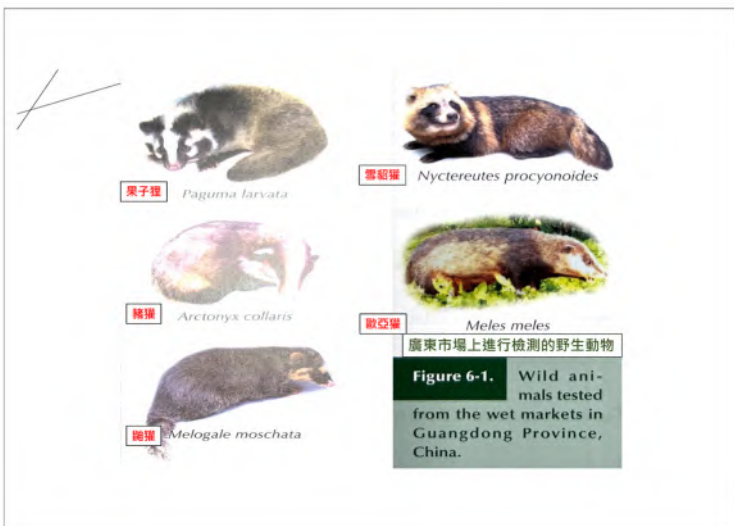 果子狸
Paguma larvata
雪貂獾
Nyctereutes procyonoides
豬獾
Arctonyx collaris
歐亞獾
Meles meles
廣東市場上進行檢測的野生動物
鼬獾
Melogale moschata
Figure 6-1. Wild ani-
mals tested
from the wet markets in
Guangdong Province,
China.